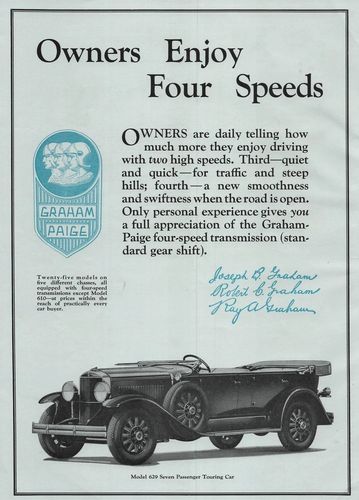 Owners Enjoy
Four Speeds
OWNERS are daily telling how
much more they enjoy driving
with two high speeds. Third—quiet
and quick—for traffic and steep
hills; fourth—a new smoothness
and swiftness when the road is open.
Only personal experience gives you
a full appreciation of the Graham-
Paige four-speed transmission (stan-
dard gear shift).
GRAHAM
PAIGE
Twenty-five models on
five different chasses, all
equipped with four-speed
transmissions except Model
610—at prices within the
reach of practically every
car buyer.
Joseph B. Graham
Robert C. Graham
Ray A. Graham
Model 629 Seven Passenger Touring Car